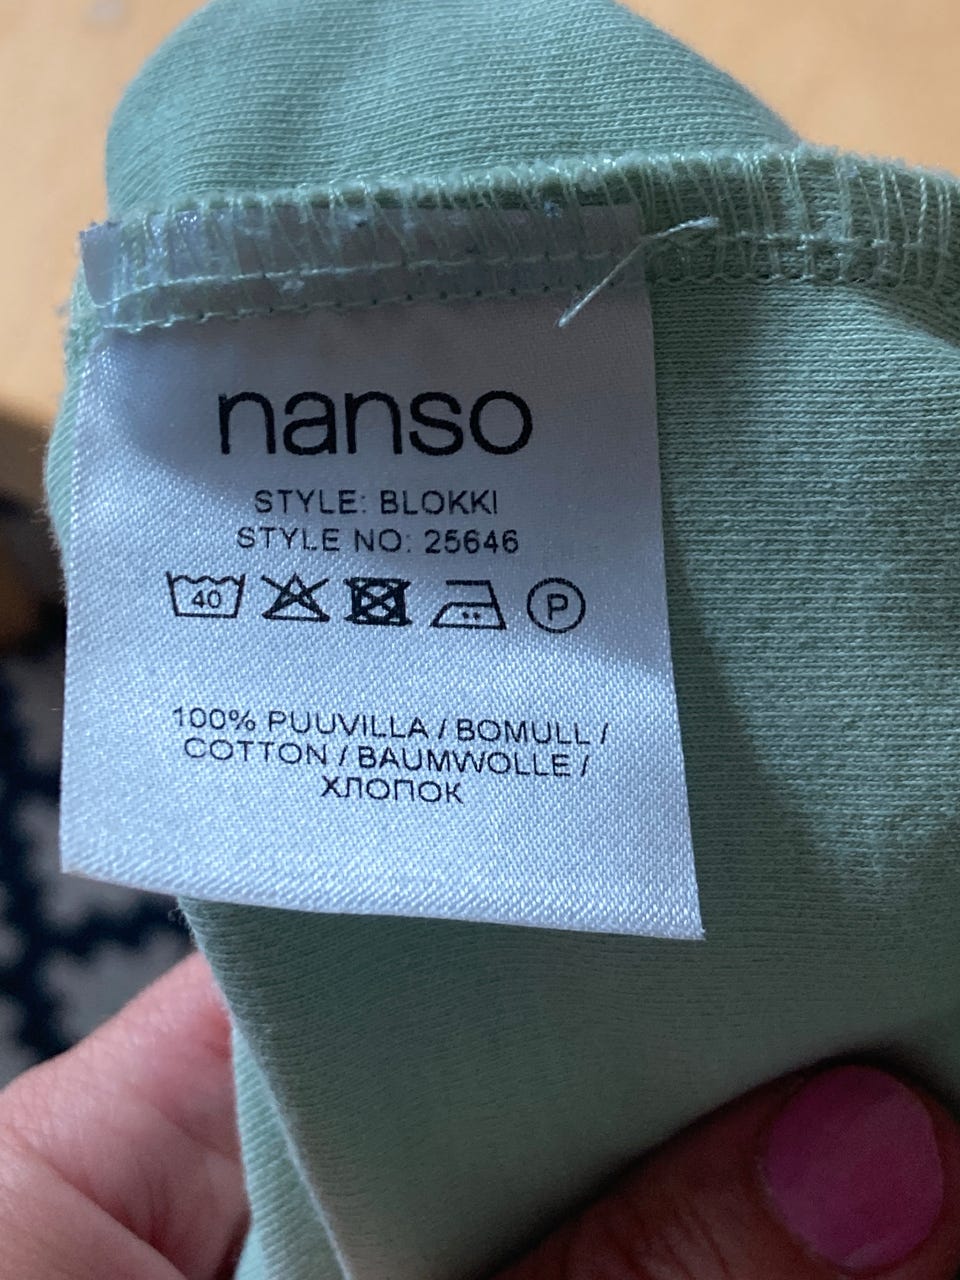 nanso
STYLE: BLOKKI
STYLE NO: 25646
40 P
100% PUUVILLA / BOMULL /
COTTON / BAUMWOLLE /
ХЛОПОК